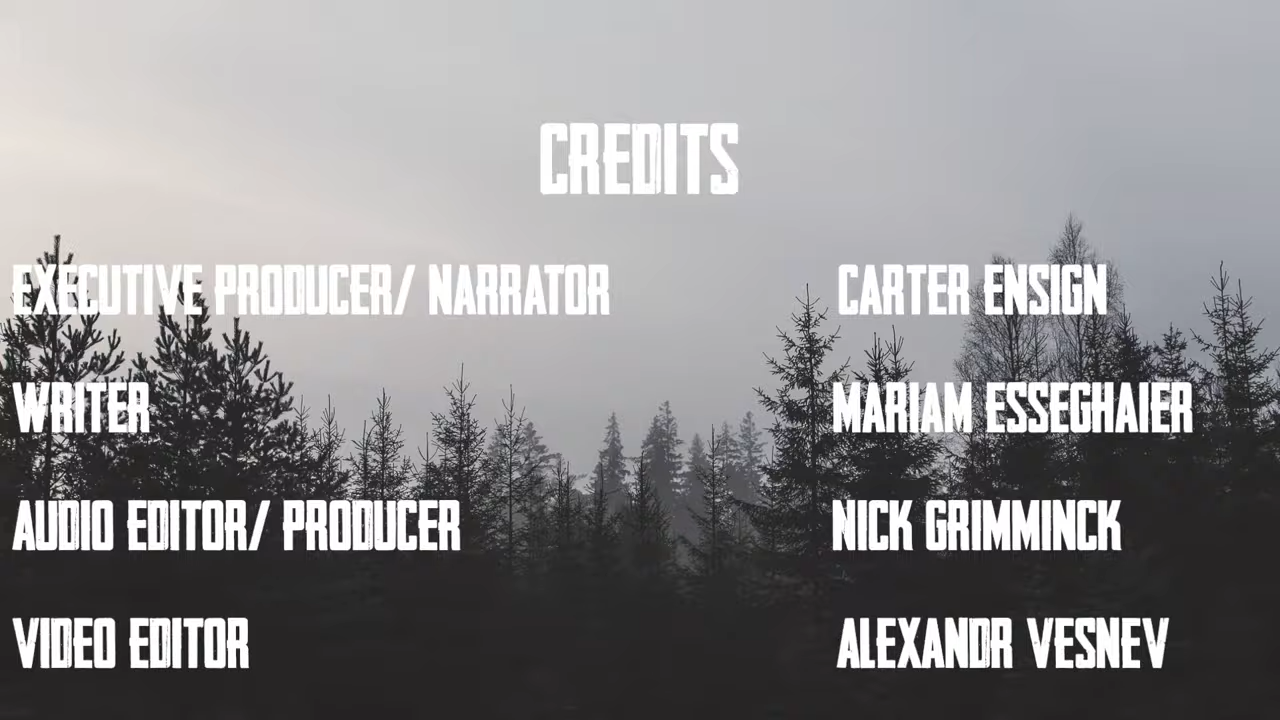 CREDITS
EXECUTIVE PRODUCER/ NARRATOR CARTER ENSIGN
WRITER MARIAM ESSEGHAIER
AUDIO EDITOR/ PRODUCER NICK GRIMMINCK
VIDEO EDITOR ALEXANDR VESNEV